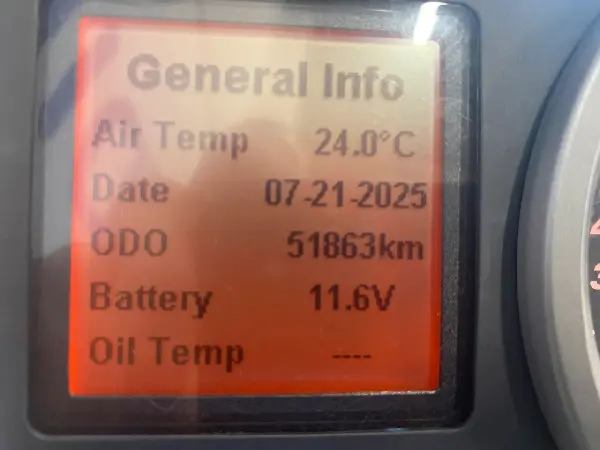 General Info
Air Temp 24.0°C
Date 07-21-2025
ODO 51863km
Battery 11.6V
Oil Temp ----